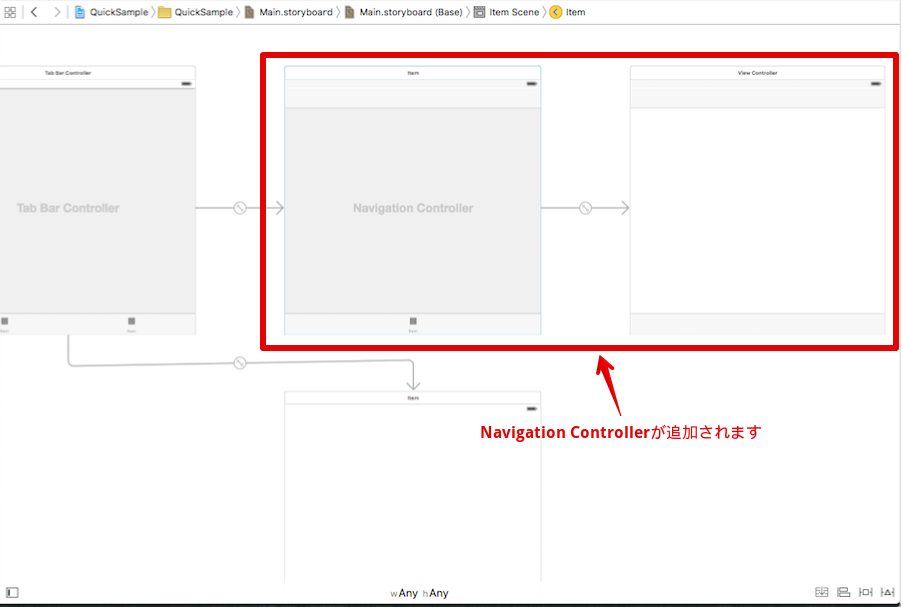 QuickSample QuickSample Main.storyboard Main.storyboard (Base) Item Scene Item
Tab Bar Controller
Item
View Controller
Tab Bar Controller
Navigation Controller
Item
Item
Item
Item
Navigation Controllerが追加されます
wAny hAny